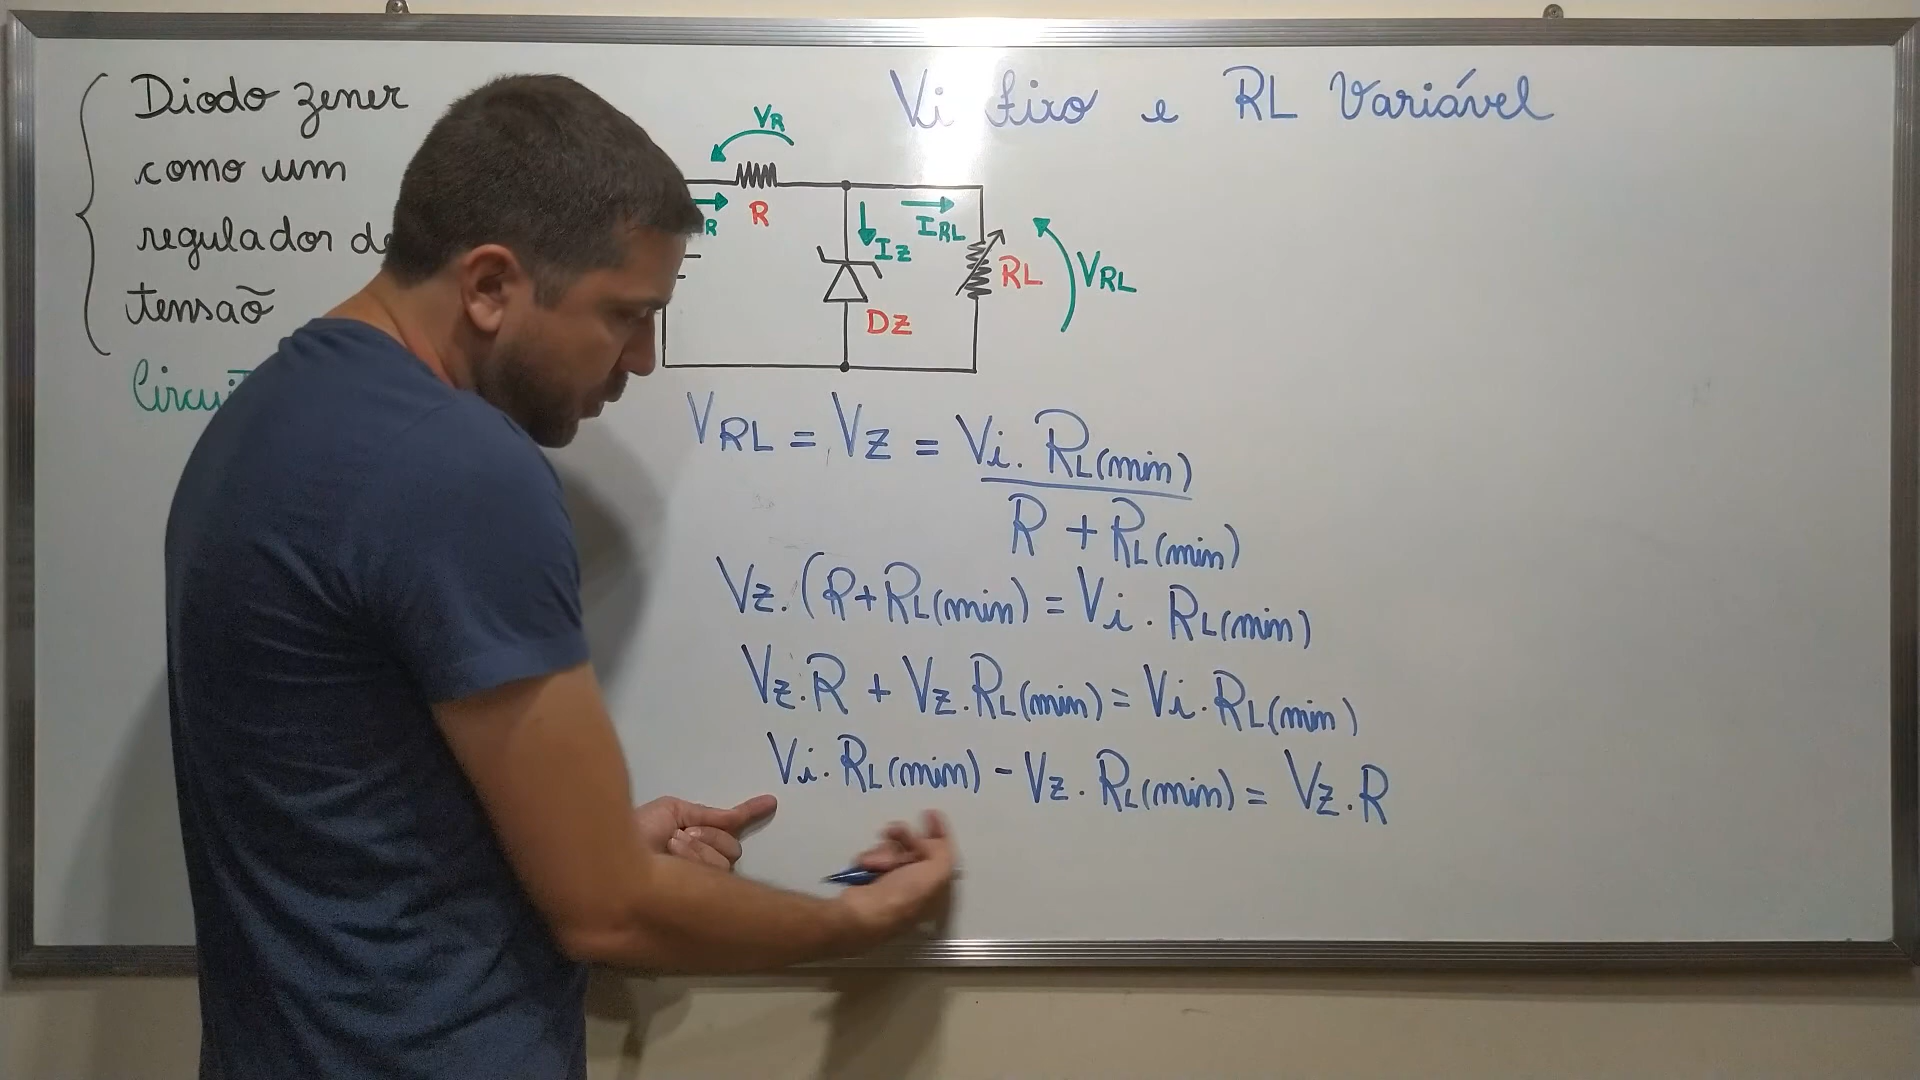 Diodo zener
como um
regulador de
tensaõ
Vi fixo e RL Variável
VR
R
R
IZ
IRL
RL
VRL
DZ
VRL = VZ = Vi. RL(min)
R + RL(min)
Vz. (R+RL(min) = Vi. RL(min)
Vz.R + Vz.RL(min) = Vi. RL(min)
Vi. RL(min) - Vz. RL(min) = Vz.R